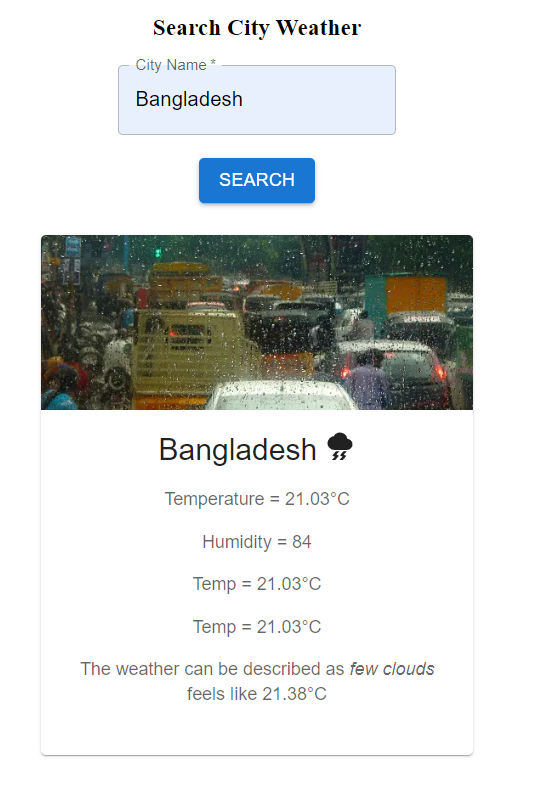 Search City Weather
City Name *
Bangladesh
SEARCH
Bangladesh
Temperature = 21.03°C
Humidity = 84
Temp = 21.03°C
Temp = 21.03°C
The weather can be described as few clouds
feels like 21.38°C